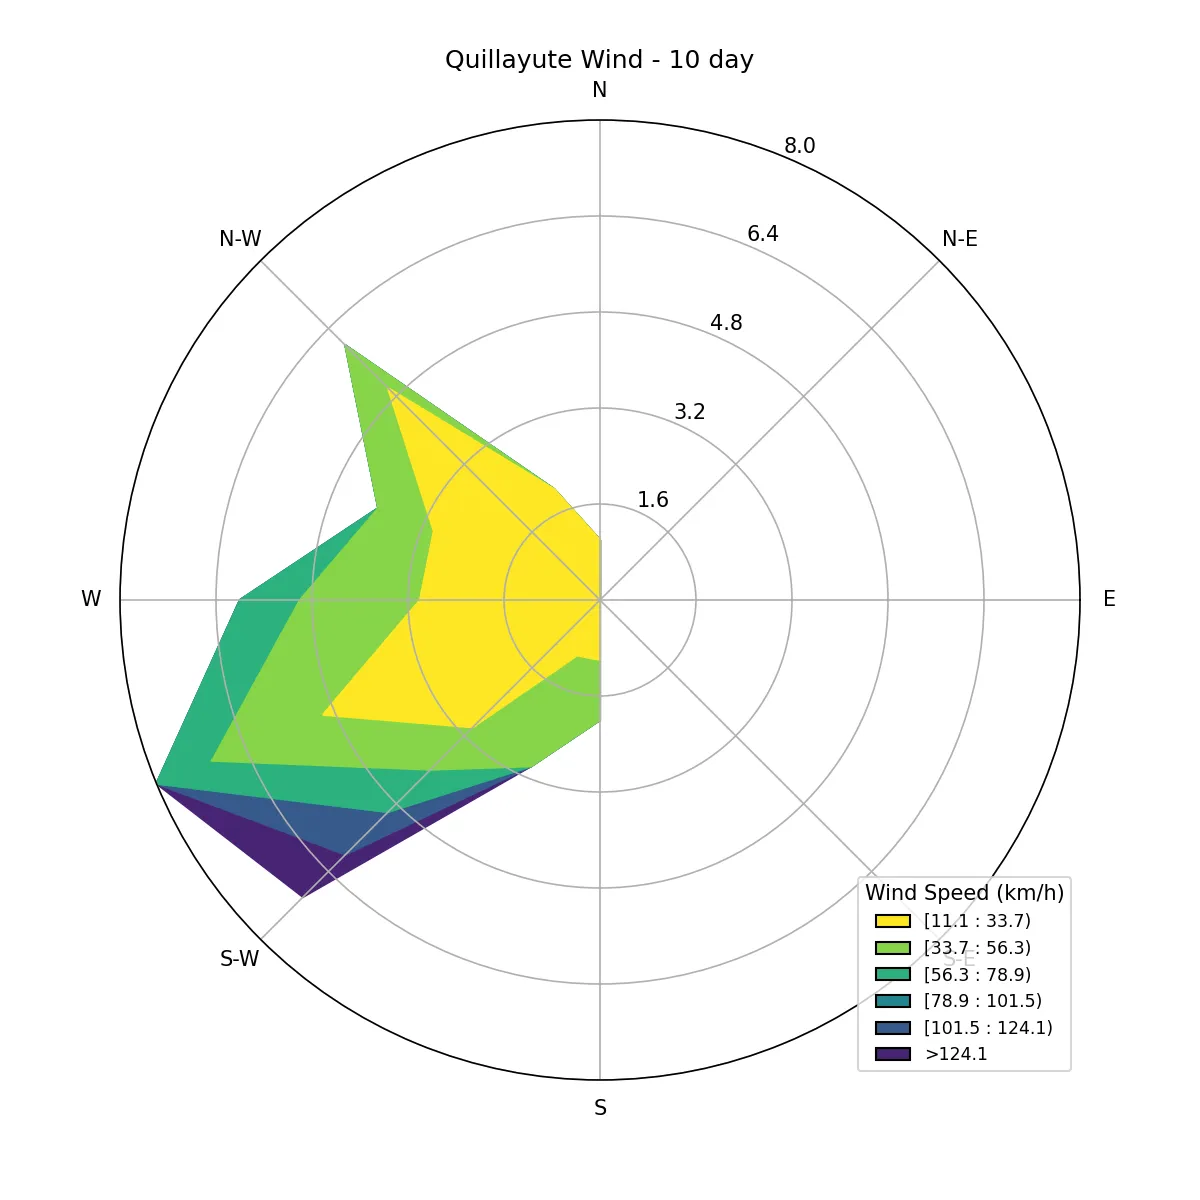 Quillayute Wind - 10 day
N
8.0
N-W
N-E
6.4
4.8
3.2
1.6
W
E
S-W
S-E
Wind Speed (km/h)
[11.1 : 33.7)
[33.7 : 56.3)
[56.3 : 78.9)
[78.9 : 101.5)
[101.5 : 124.1)
>124.1
S